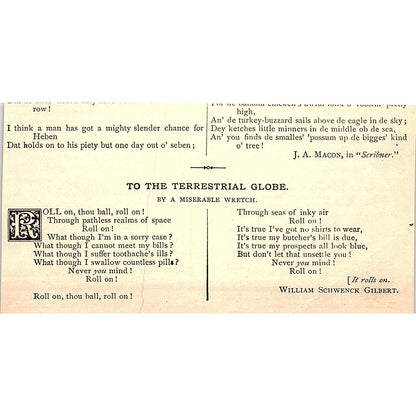 row!
I think a man has got a mighty slender chance for
Heben
Dat holds on to his piety but one day out o' seben;
high,
An' de turkey-buzzard sails above de eagle in de sky;
Dey ketches little minners in de middle ob de sea,
An' you finds de smalles' 'possum up de bigges' kind
o' tree!
J. A. MACON, in "Scribner."
TO THE TERRESTRIAL GLOBE.
BY A MISERABLE WRETCH.
ROLL on, thou ball, roll on!
Through pathless realms of space
Roll on!
What though I'm in a sorry case?
What though I cannot meet my bills?
What though I suffer toothache's ills?
What though I swallow countless pills?
Never you mind!
Roll on!
Roll on, thou ball, roll on!
Through seas of inky air
Roll on!
It's true I've got no shirts to wear,
It's true my butcher's bill is due,
It's true my prospects all look blue,
But don't let that unsettle you!
Never you mind!
Roll on!
[It rolls on.
WILLIAM SCHWENCK GILBERT.